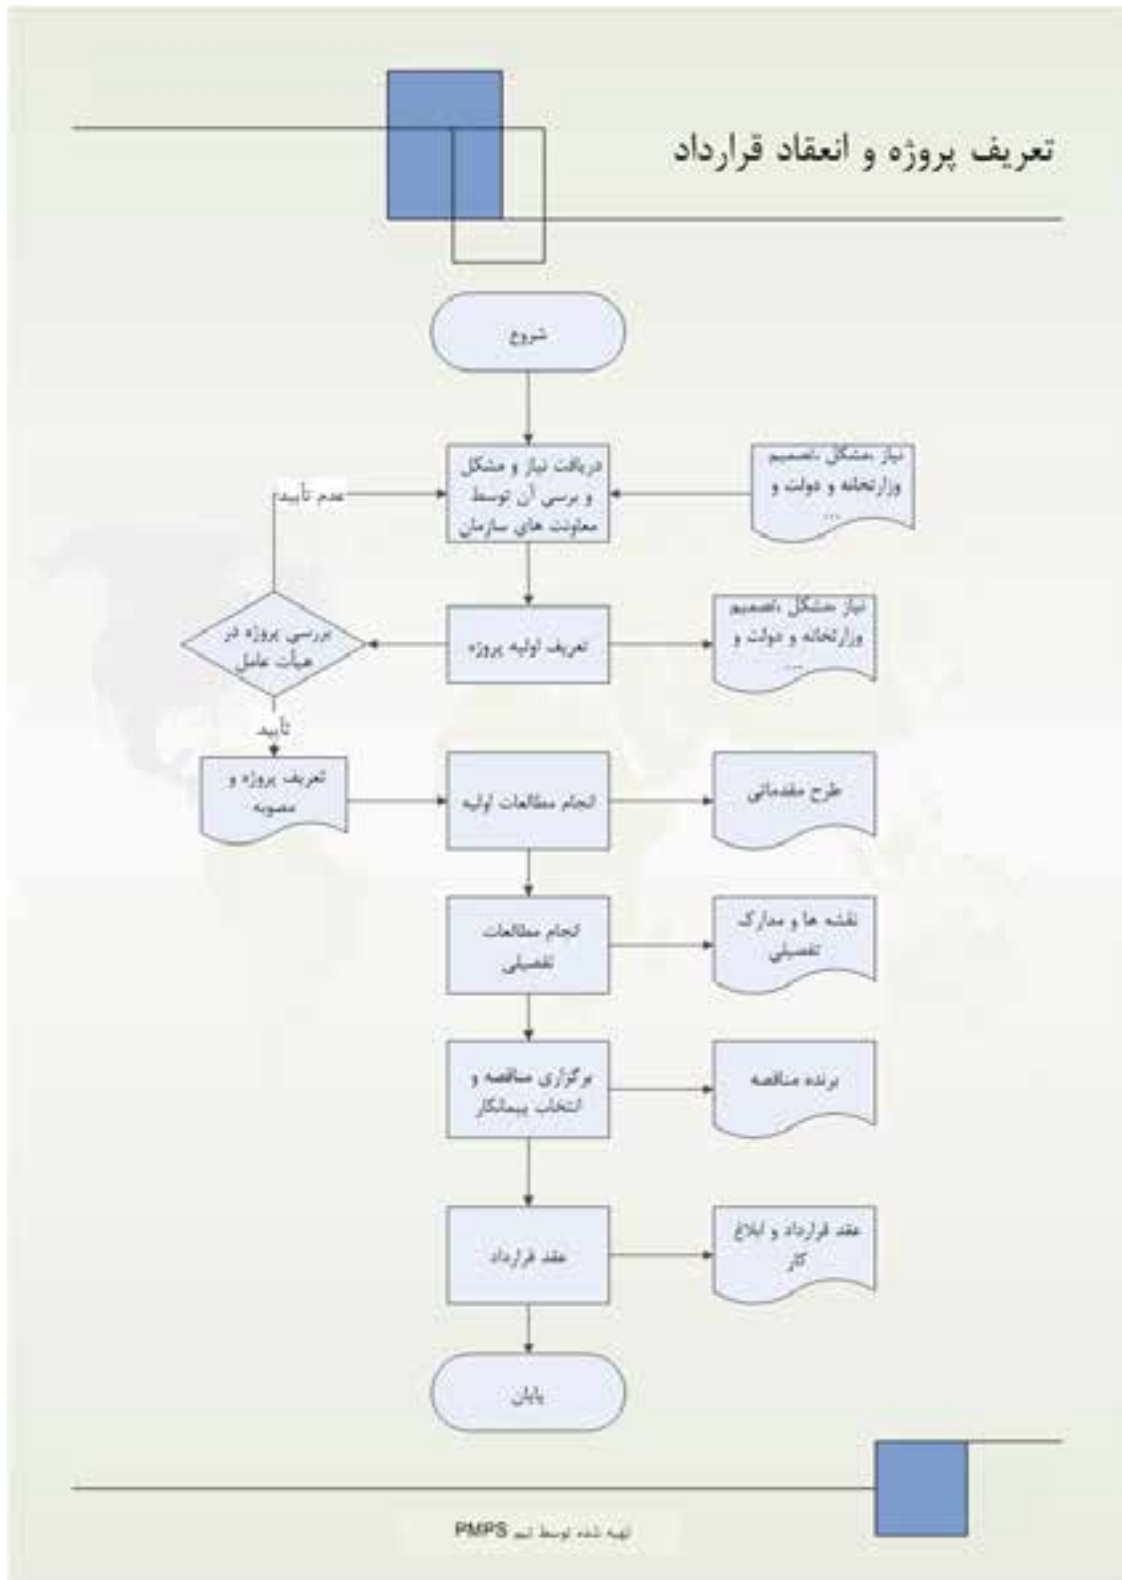 تعریف پروژه و انعقاد قرارداد
شروع
دریافت نیاز و مشکل
و برسی آن توسط
معاونت های سازمان
نیاز ،مشکل ،تصمیم
وزارتخانه و دولت و
...
عدم تأیید
تعریف اولیه پروژه
نیاز ،مشکل ،تصمیم
وزارتخانه و دولت و
...
بررسی پروژه در
هیأت عامل
تأیید
تعریف پروژه و
مصوبه
انجام مطالعات اولیه
طرح مقدماتی
انجام مطالعات
تفصیلی
نقشه ها و مدارک
تفصیلی
برگزاری مناقصه و
انتخاب پیمانکار
برنده مناقصه
عقد قرارداد
عقد قرارداد و ابلاغ
کار
پایان
تهیه شده توسط تیم PMPS